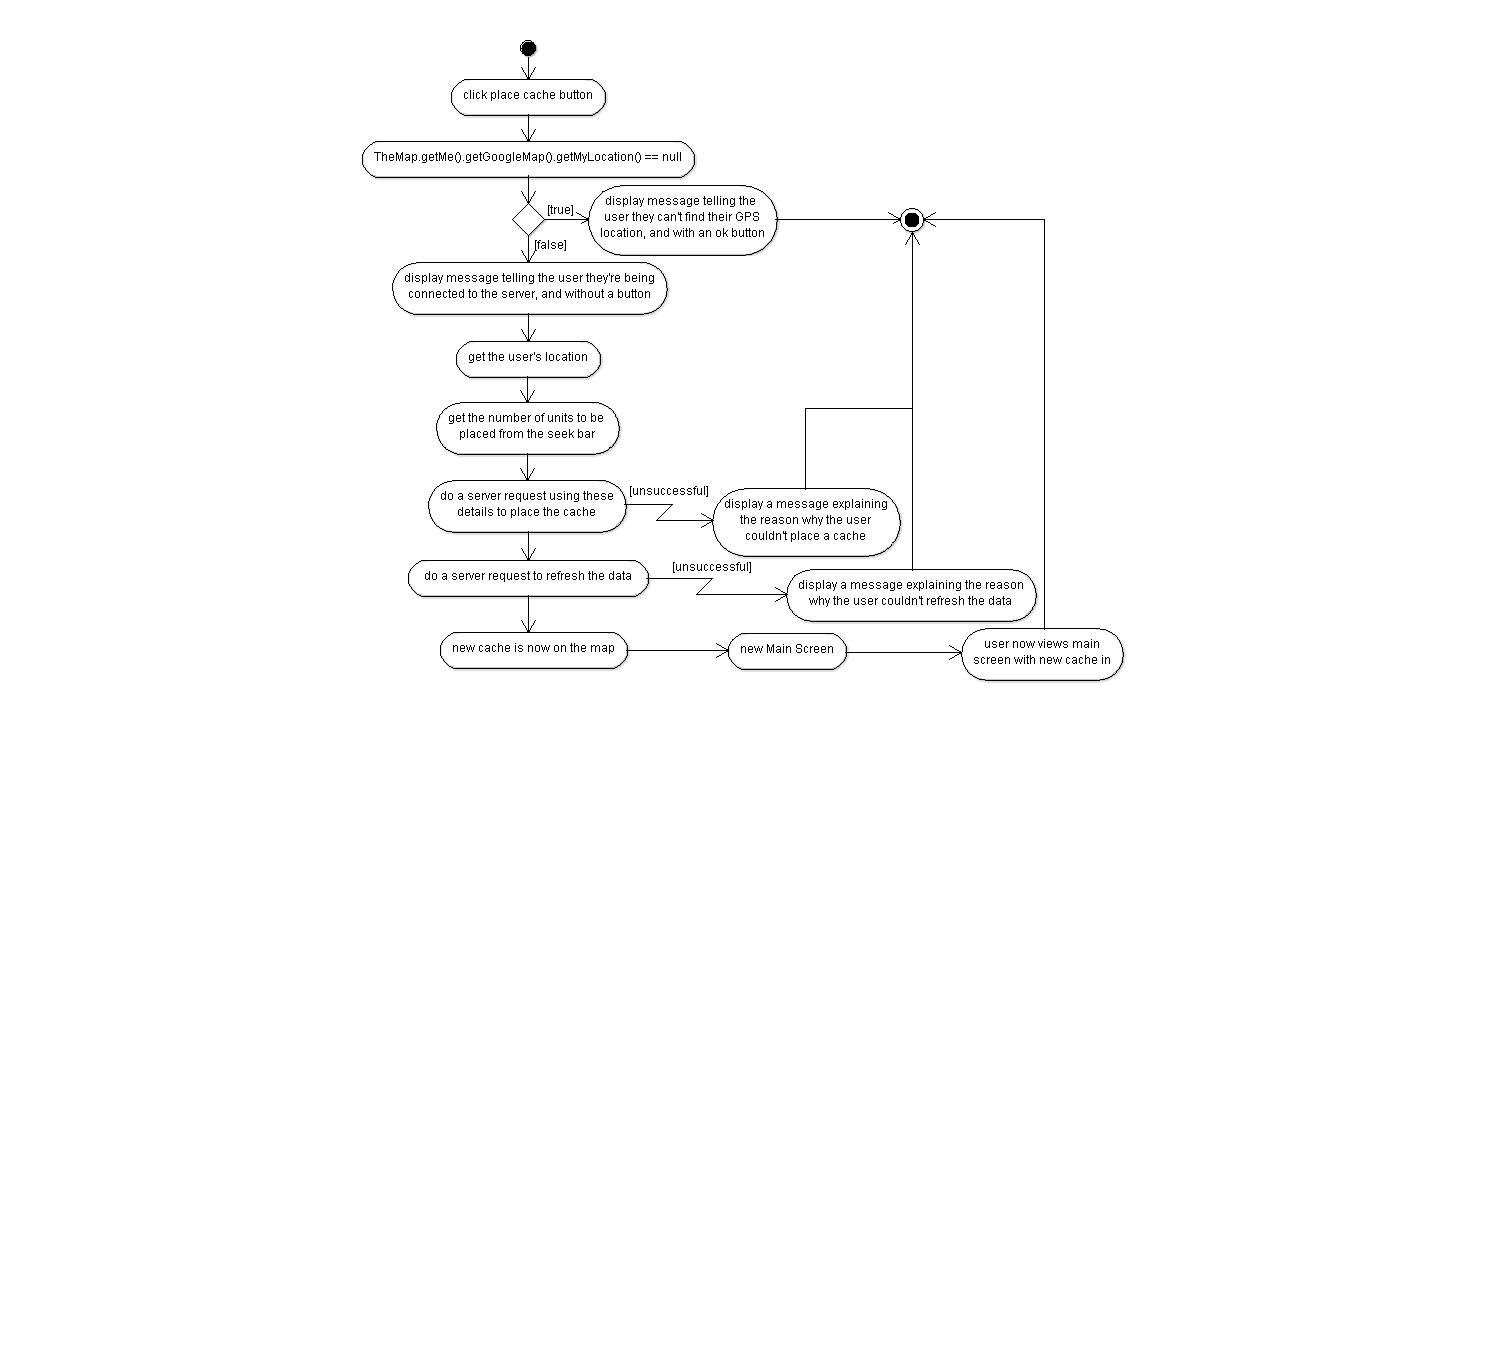 click place cache button
TheMap.getMe().getGoogleMap().getMyLocation() == null
[true]
display message telling the
user they can't find their GPS
location, and with an ok button
[false]
display message telling the user they're being
connected to the server, and without a button
get the user's location
get the number of units to be
placed from the seek bar
do a server request using these
details to place the cache
[unsuccessful]
display a message explaining
the reason why the user
couldn't place a cache
do a server request to refresh the data
[unsuccessful]
display a message explaining the reason
why the user couldn't refresh the data
new cache is now on the map
new Main Screen
user now views main
screen with new cache in